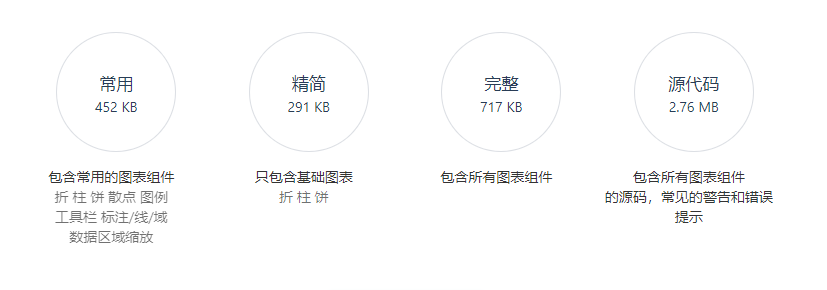 常用
452 KB
包含常用的图表组件
折 柱 饼 散点 图例
工具栏 标注/线/域
数据区域缩放
精简
291 KB
只包含基础图表
折 柱 饼
完整
717 KB
包含所有图表组件
源代码
2.76 MB
包含所有图表组件
的源码，常见的警告和错误
提示